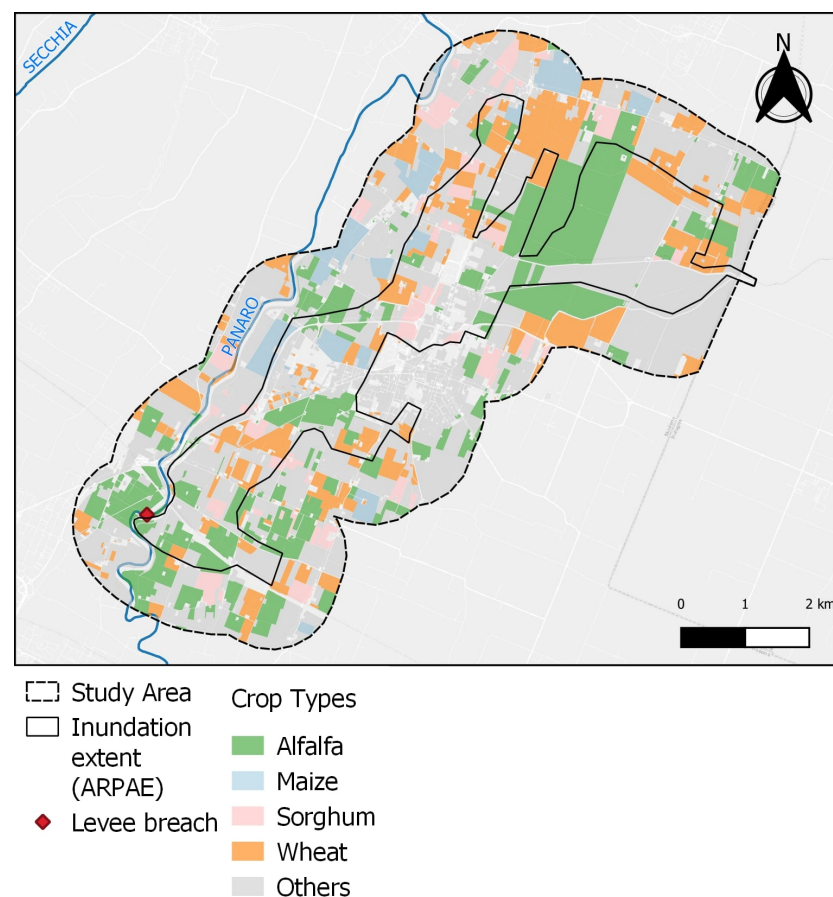 SECCHIA
N
PANARO
0 1 2 km
Study Area
Inundation
extent
(ARPAE)
Levee breach
Crop Types
Alfalfa
Maize
Sorghum
Wheat
Others